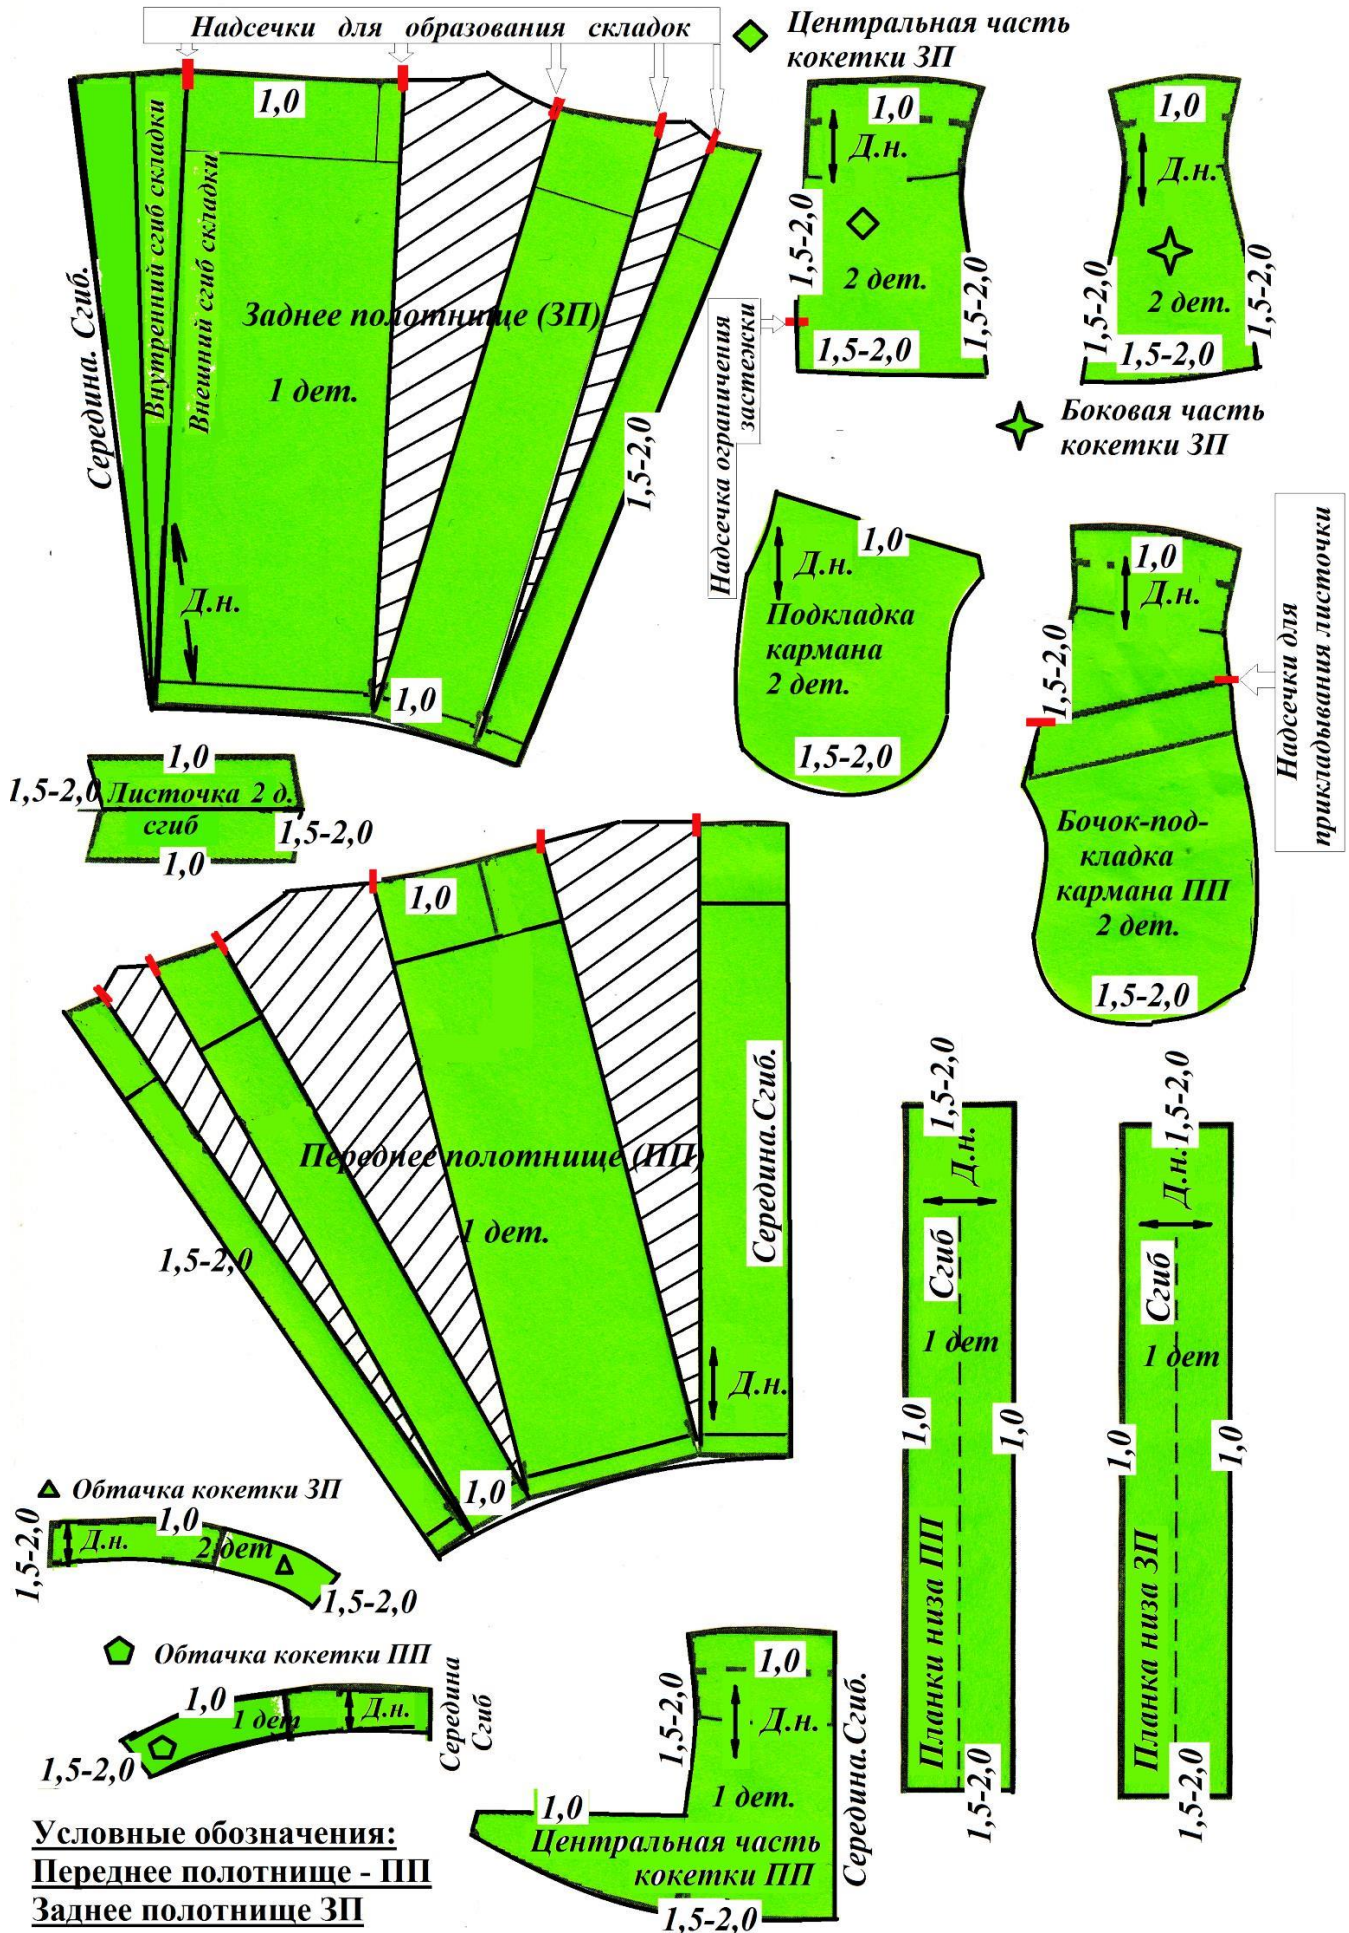 Надсечки для образования складок
1,0
Середина. Сгиб.
Внутренний сгиб складки
Внешний сгиб складки
Заднее полотнище (ЗП)
1 дет.
1,5-2,0
Д.н.
1,0
Центральная часть
кокетки ЗП
1,0
Д.н.
1,5-2,0
2 дет.
1,5-2,0
1,5-2,0
Надсечка ограничения
застежки
1,0
Д.н.
1,5-2,0
2 дет.
1,5-2,0
1,5-2,0
Боковая часть
кокетки ЗП
1,0
Д.н.
Подкладка
кармана
2 дет.
1,5-2,0
1,0
Д.н.
1,5-2,0
Надсечки для
прикладывания листочки
Бочок-под-
кладка
кармана ПП
2 дет.
1,5-2,0
1,0
1,5-2,0
Листочка 2 д.
сгиб
1,5-2,0
1,0
1,0
Переднее полотнище (ПП)
1 дет.
1,5-2,0
Середина.Сгиб.
Д.н.
1,0
1,5-2,0
Д.н.
Сгиб
1 дет
1,0
1,0
Планки низа ПП
1,5-2,0
1,5-2,0
Д.н.
Сгиб
1 дет
1,0
1,0
Планка низа ЗП
1,5-2,0
Обтачка кокетки ЗП
1,5-2,0
Д.н.
1,0
2 дет
1,5-2,0
Обтачка кокетки ПП
1,0
1 дет
Д.н.
1,5-2,0
Середина
Сгиб
1,0
1,5-2,0
Д.н.
1 дет.
Середина.Сгиб.
1,0
Центральная часть
кокетки ПП
1,5-2,0
Условные обозначения:
Переднее полотнище - ПП
Заднее полотнище ЗП